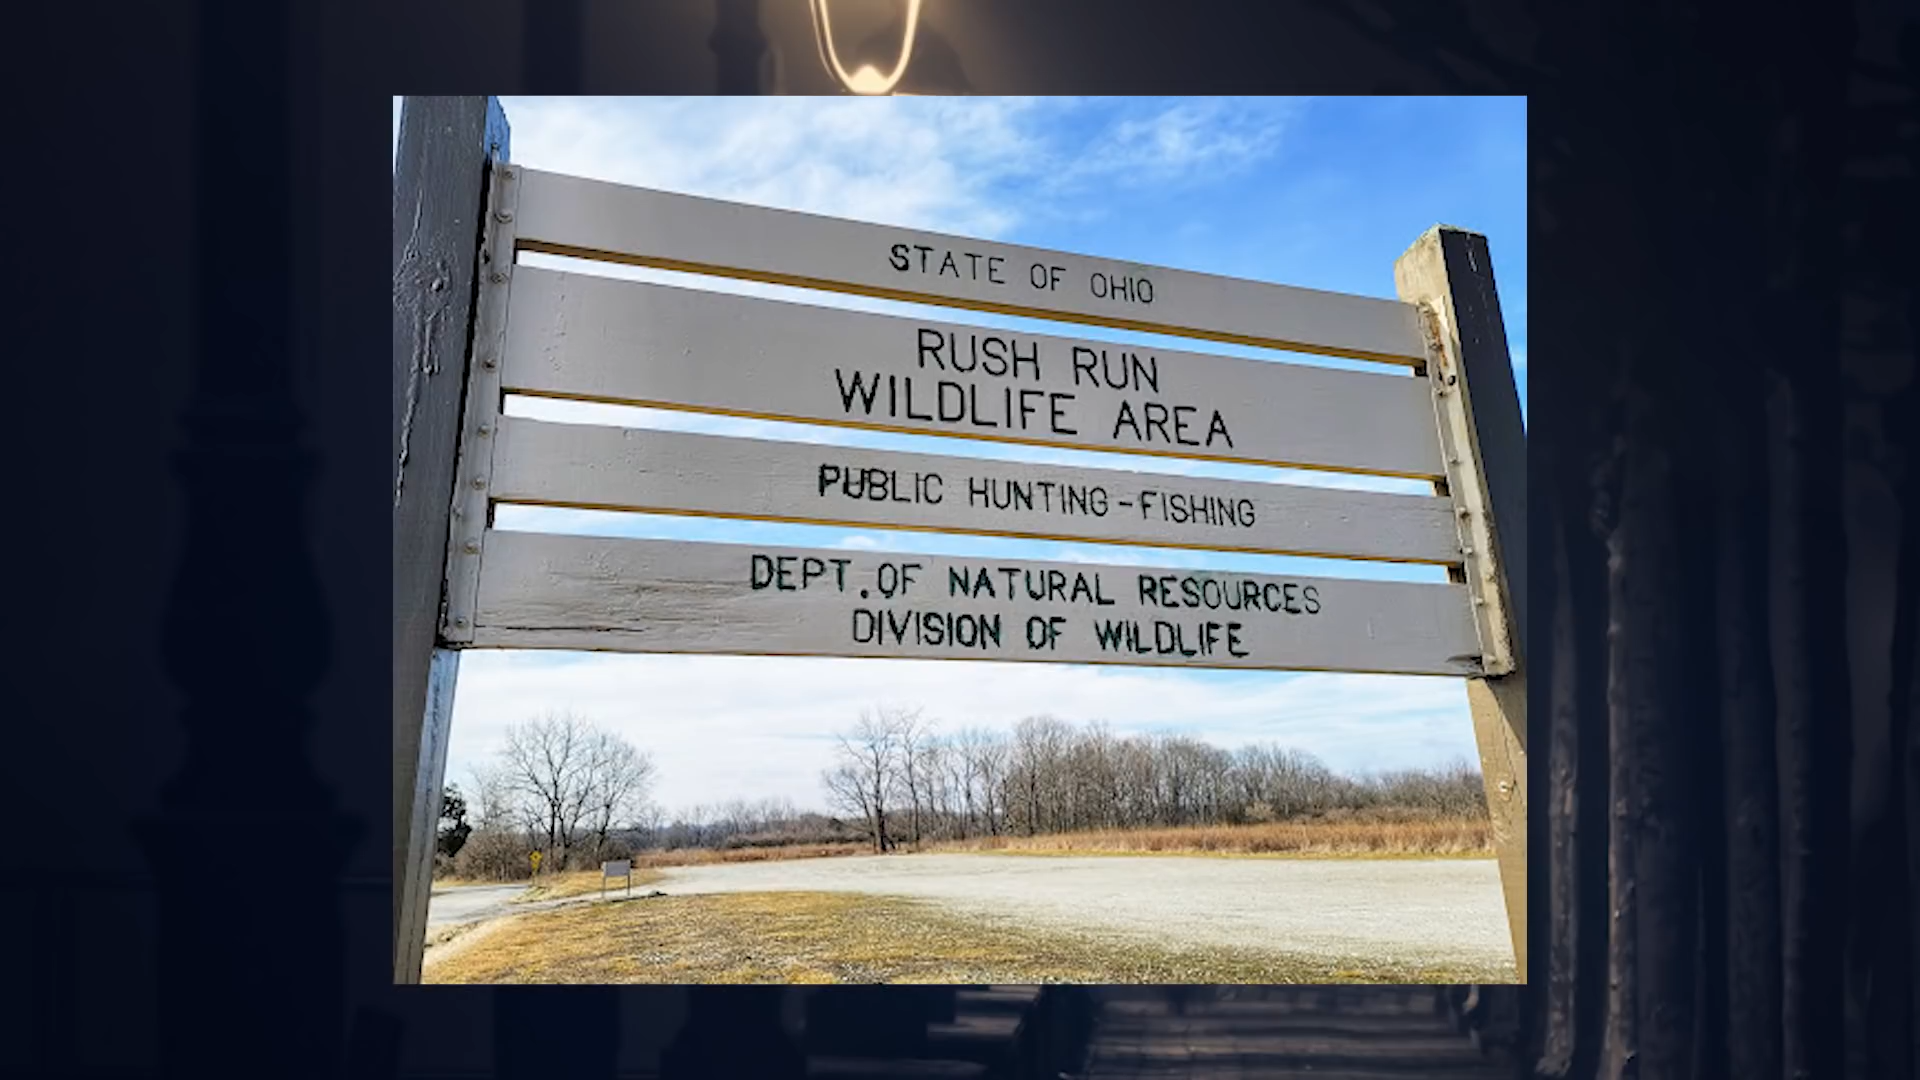 STATE OF OHIO
RUSH RUN
WILDLIFE AREA
PUBLIC HUNTING-FISHING
DEPT. OF NATURAL RESOURCES
DIVISION OF WILDLIFE